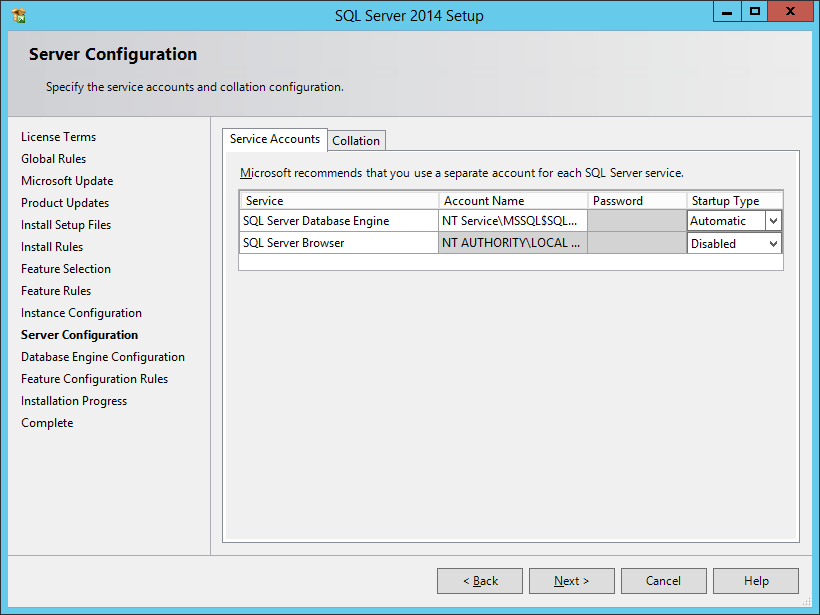 SQL Server 2014 Setup
Server Configuration
Specify the service accounts and collation configuration.
License Terms
Global Rules
Microsoft Update
Product Updates
Install Setup Files
Install Rules
Feature Selection
Feature Rules
Instance Configuration
Server Configuration
Database Engine Configuration
Feature Configuration Rules
Installation Progress
Complete
Service Accounts Collation
Microsoft recommends that you use a separate account for each SQL Server service.
Service Account Name Password Startup Type
SQL Server Database Engine NT Service\MSSQL$SQL... Automatic
SQL Server Browser NT AUTHORITY\LOCAL ... Disabled
< Back Next > Cancel Help